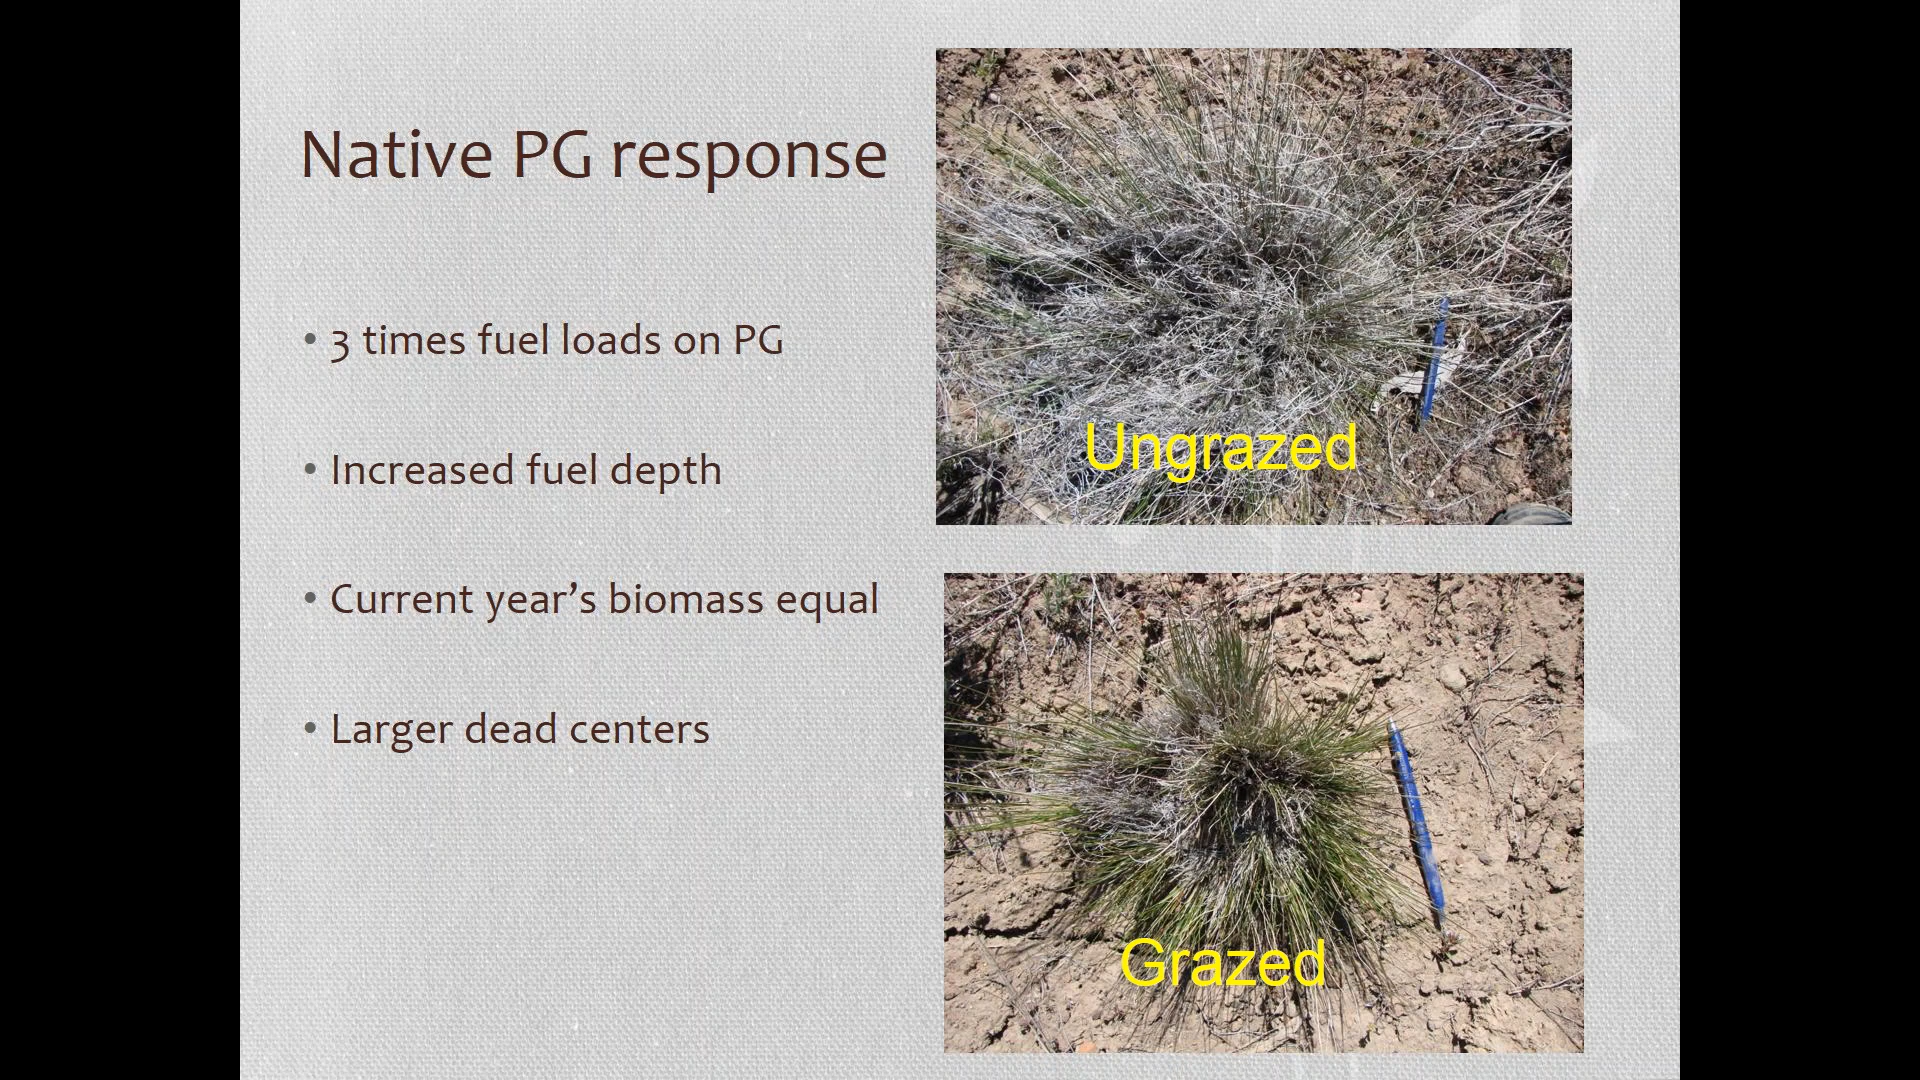 Native PG response
• 3 times fuel loads on PG
• Increased fuel depth
• Current year’s biomass equal
• Larger dead centers
Ungrazed
Grazed